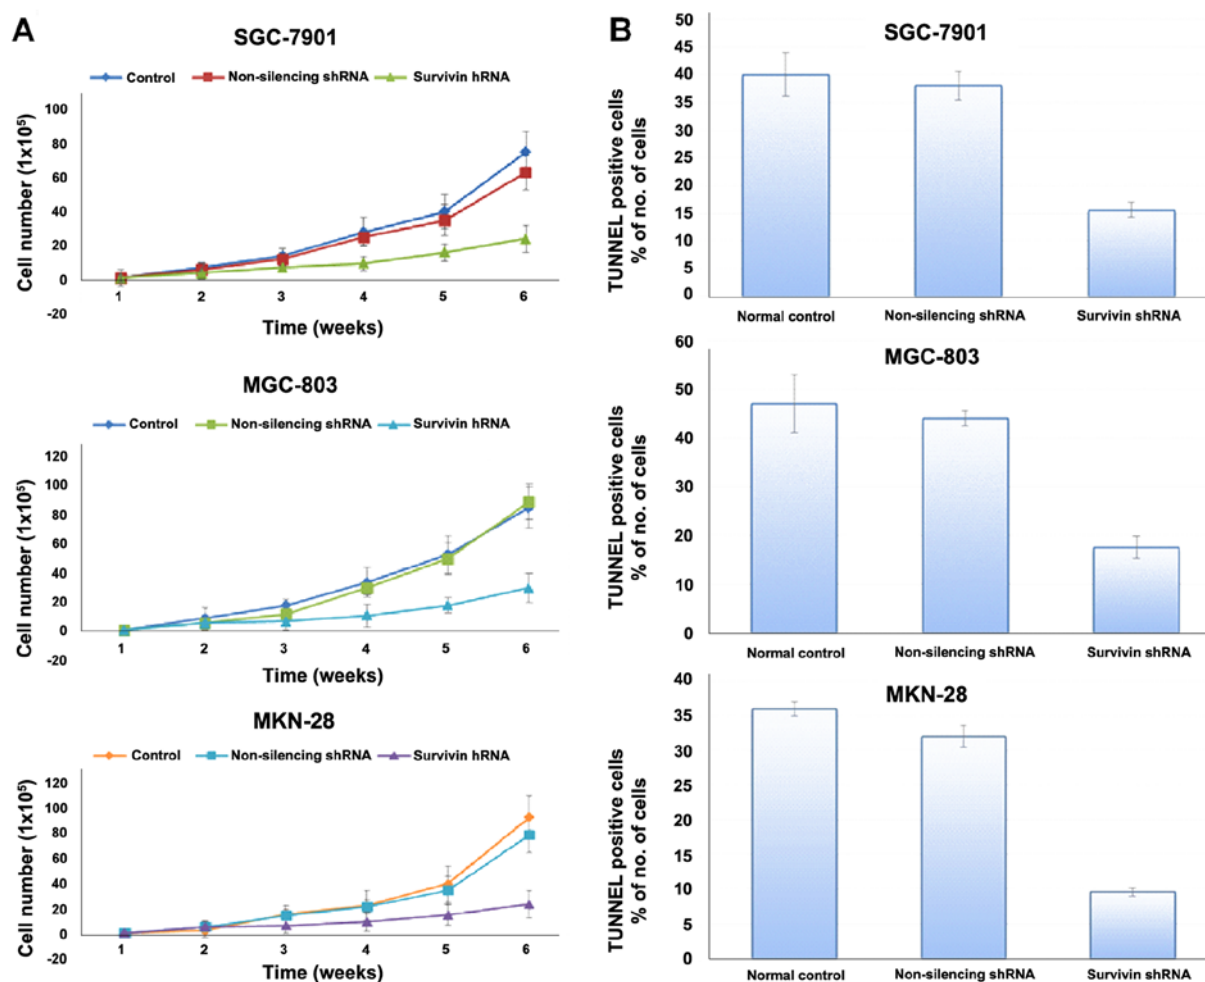 A
SGC-7901
Control Non-silencing shRNA Survivin hRNA
Cell number (1x10⁵)
100
80
60
40
20
0
-20
1 2 3 4 5 6
Time (weeks)
MGC-803
Control Non-silencing shRNA Survivin hRNA
Cell number (1x10⁵)
120
100
80
60
40
20
0
-20
1 2 3 4 5 6
Time (weeks)
MKN-28
Control Non-silencing shRNA Survivin hRNA
Cell number (1x10⁵)
120
100
80
60
40
20
0
-20
1 2 3 4 5 6
Time (weeks)
B
SGC-7901
TUNNEL positive cells
% of no. of cells
50
45
40
35
30
25
20
15
10
5
0
Normal control Non-silencing shRNA Survivin shRNA
MGC-803
TUNNEL positive cells
% of no. of cells
60
50
40
30
20
10
0
Normal control Non-silencing shRNA Survivin shRNA
MKN-28
TUNNEL positive cells
% of no. of cells
40
35
30
25
20
15
10
5
0
Normal control Non-silencing shRNA Survivin shRNA